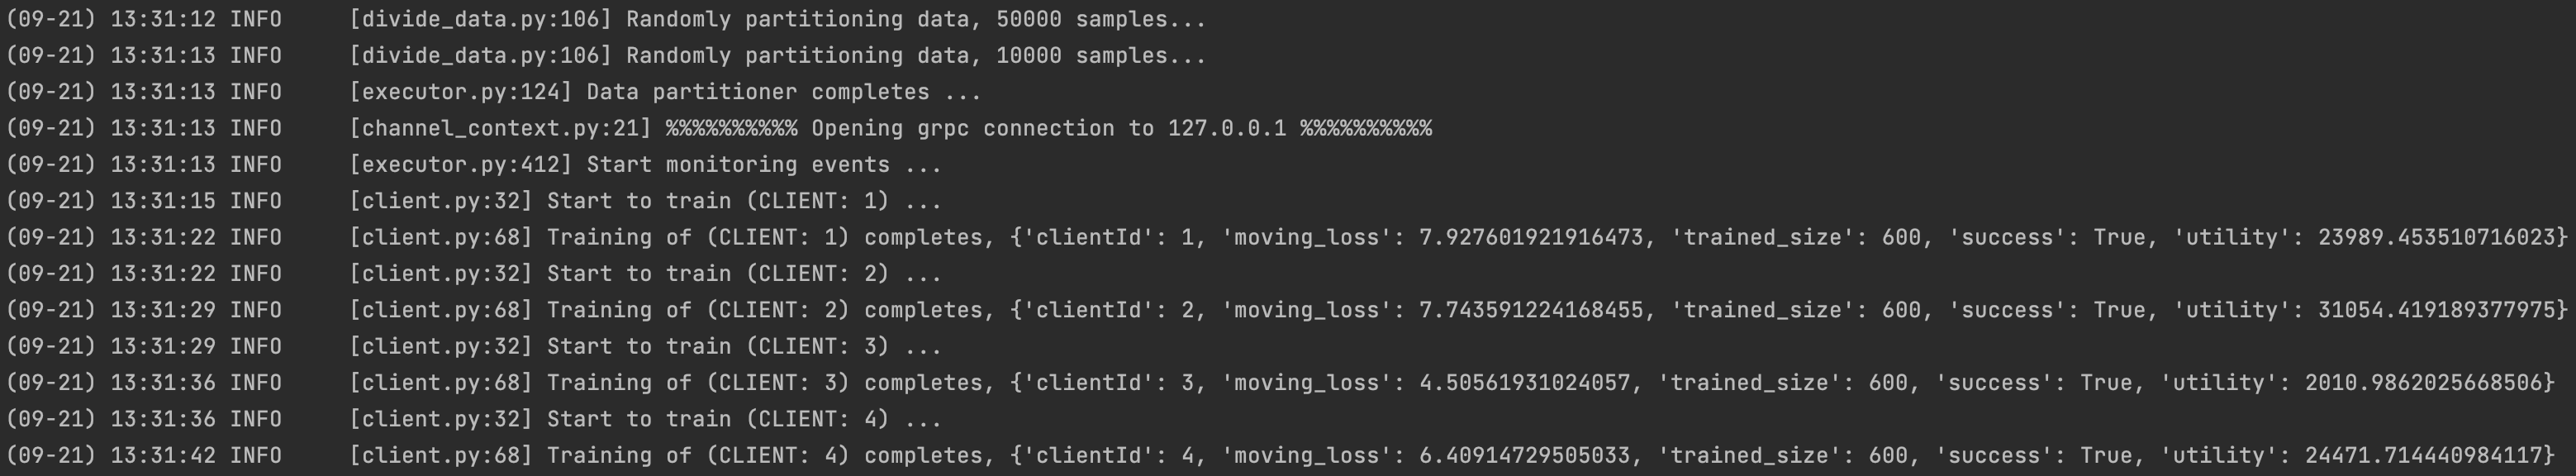 (09-21) 13:31:12 INFO     [divide_data.py:106] Randomly partitioning data, 50000 samples...
(09-21) 13:31:13 INFO     [divide_data.py:106] Randomly partitioning data, 10000 samples...
(09-21) 13:31:13 INFO     [executor.py:124] Data partitioner completes ...
(09-21) 13:31:13 INFO     [channel_context.py:21] %%%%%%%%%% Opening grpc connection to 127.0.0.1 %%%%%%%%%%
(09-21) 13:31:13 INFO     [executor.py:412] Start monitoring events ...
(09-21) 13:31:15 INFO     [client.py:32] Start to train (CLIENT: 1) ...
(09-21) 13:31:22 INFO     [client.py:68] Training of (CLIENT: 1) completes, {'clientId': 1, 'moving_loss': 7.927601921916473, 'trained_size': 600, 'success': True, 'utility': 23989.453510716023}
(09-21) 13:31:22 INFO     [client.py:32] Start to train (CLIENT: 2) ...
(09-21) 13:31:29 INFO     [client.py:68] Training of (CLIENT: 2) completes, {'clientId': 2, 'moving_loss': 7.743591224168455, 'trained_size': 600, 'success': True, 'utility': 31054.419189377975}
(09-21) 13:31:29 INFO     [client.py:32] Start to train (CLIENT: 3) ...
(09-21) 13:31:36 INFO     [client.py:68] Training of (CLIENT: 3) completes, {'clientId': 3, 'moving_loss': 4.50561931024057, 'trained_size': 600, 'success': True, 'utility': 2010.9862025668506}
(09-21) 13:31:36 INFO     [client.py:32] Start to train (CLIENT: 4) ...
(09-21) 13:31:42 INFO     [client.py:68] Training of (CLIENT: 4) completes, {'clientId': 4, 'moving_loss': 6.40914729505033, 'trained_size': 600, 'success': True, 'utility': 24471.714440984117}